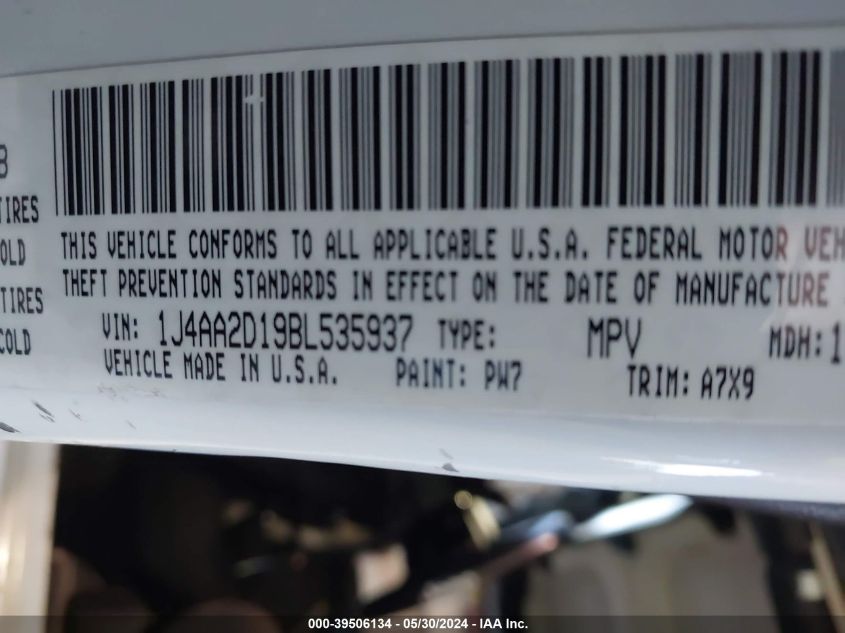 B
TIRES
OLD
TIRES
COLD
THIS VEHICLE CONFORMS TO ALL APPLICABLE U.S.A. FEDERAL MOTOR VEH
THEFT PREVENTION STANDARDS IN EFFECT ON THE DATE OF MANUFACTURE
VIN: 1J4AA2D19BL535937 TYPE: MPV MDH: 1
VEHICLE MADE IN U.S.A. PAINT: PW7 TRIM: A7X9
000-39506134 - 05/30/2024 - IAA Inc.